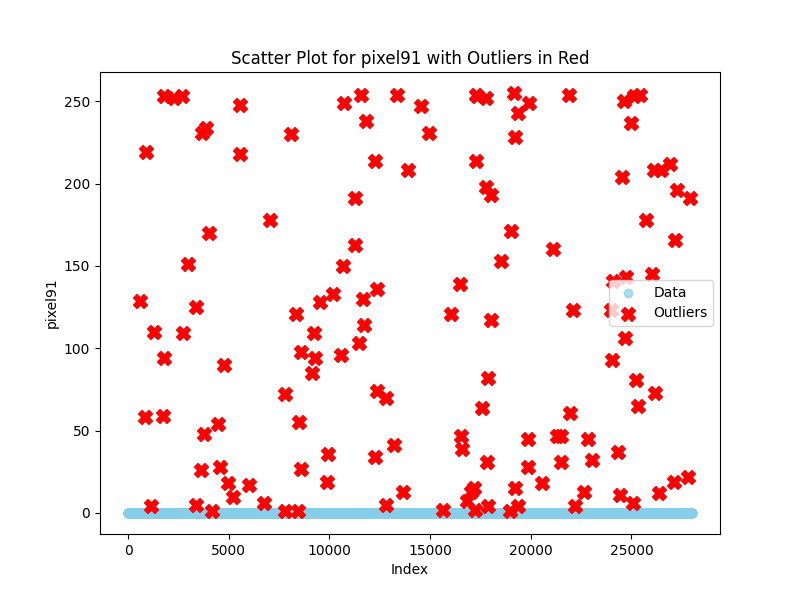 Scatter Plot for pixel91 with Outliers in Red
250
200
150
100
50
0
pixel91
Data
Outliers
0 5000 10000 15000 20000 25000
Index